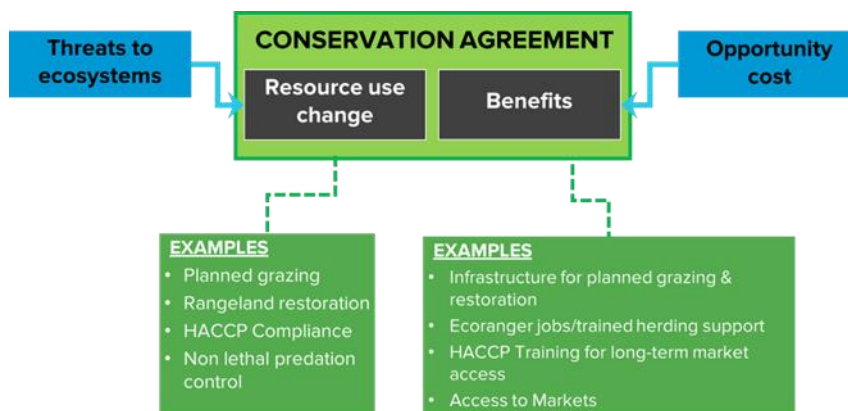 Threats to
ecosystems
CONSERVATION AGREEMENT
Resource use
change
Benefits
Opportunity
cost
EXAMPLES
• Planned grazing
• Rangeland restoration
• HACCP Compliance
• Non lethal predation
control
EXAMPLES
• Infrastructure for planned grazing &
restoration
• Ecoranger jobs/trained herding support
• HACCP Training for long-term market
access
• Access to Markets